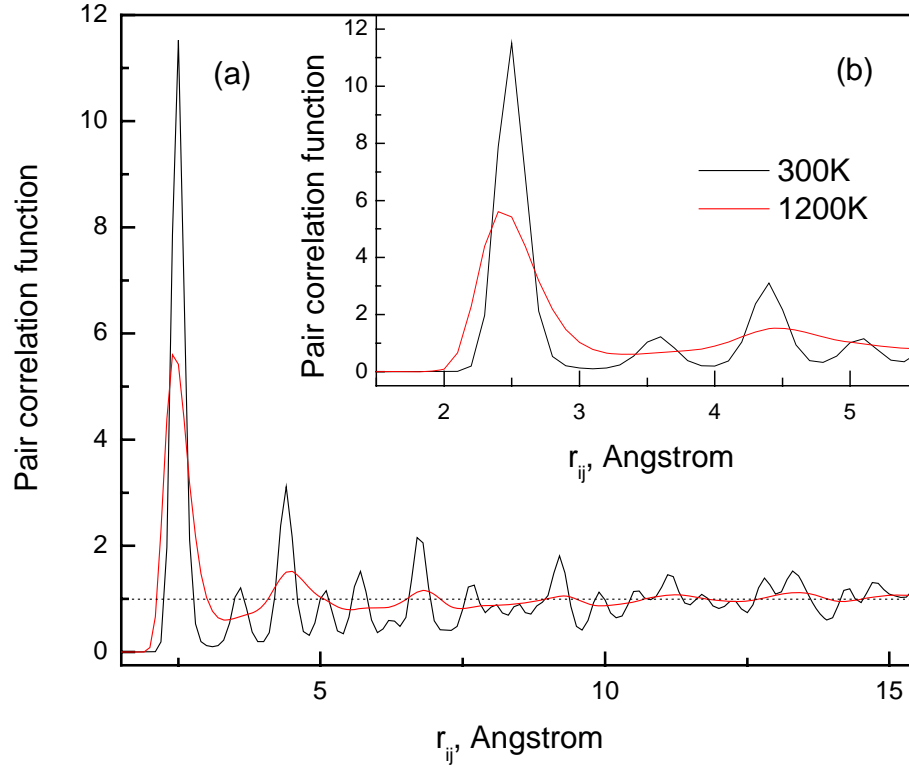 12
10
8
6
4
2
0
Pair correlation function
(a)
5
10
15
r_ij, Angstrom
12
10
8
6
4
2
0
Pair correlation function
(b)
300K
1200K
2
3
4
5
r_ij, Angstrom